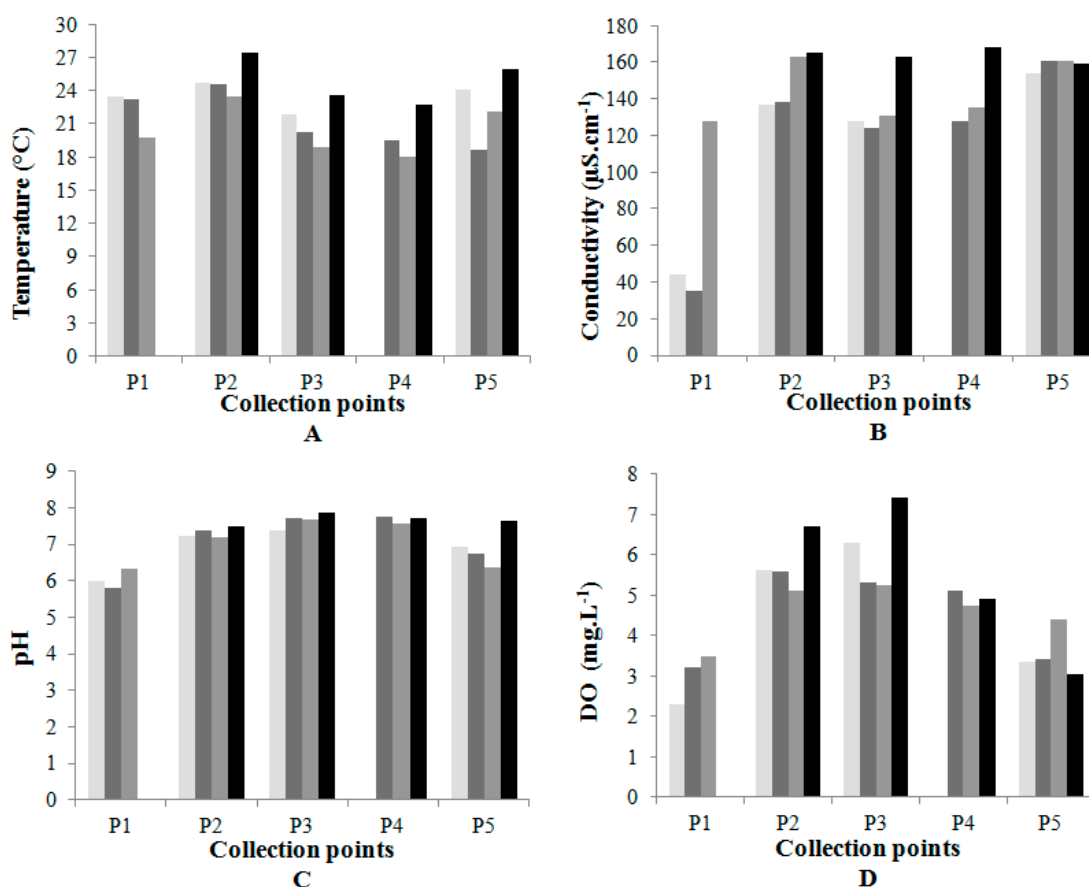 Temperature (°C)
30
27
24
21
18
15
12
9
6
3
0
P1 P2 P3 P4 P5
Collection points
A
Conductivity (µS.cm-1)
180
160
140
120
100
80
60
40
20
0
P1 P2 P3 P4 P5
Collection points
B
pH
9
8
7
6
5
4
3
2
1
0
P1 P2 P3 P4 P5
Collection points
C
DO (mg.L-1)
8
7
6
5
4
3
2
1
0
P1 P2 P3 P4 P5
Collection points
D